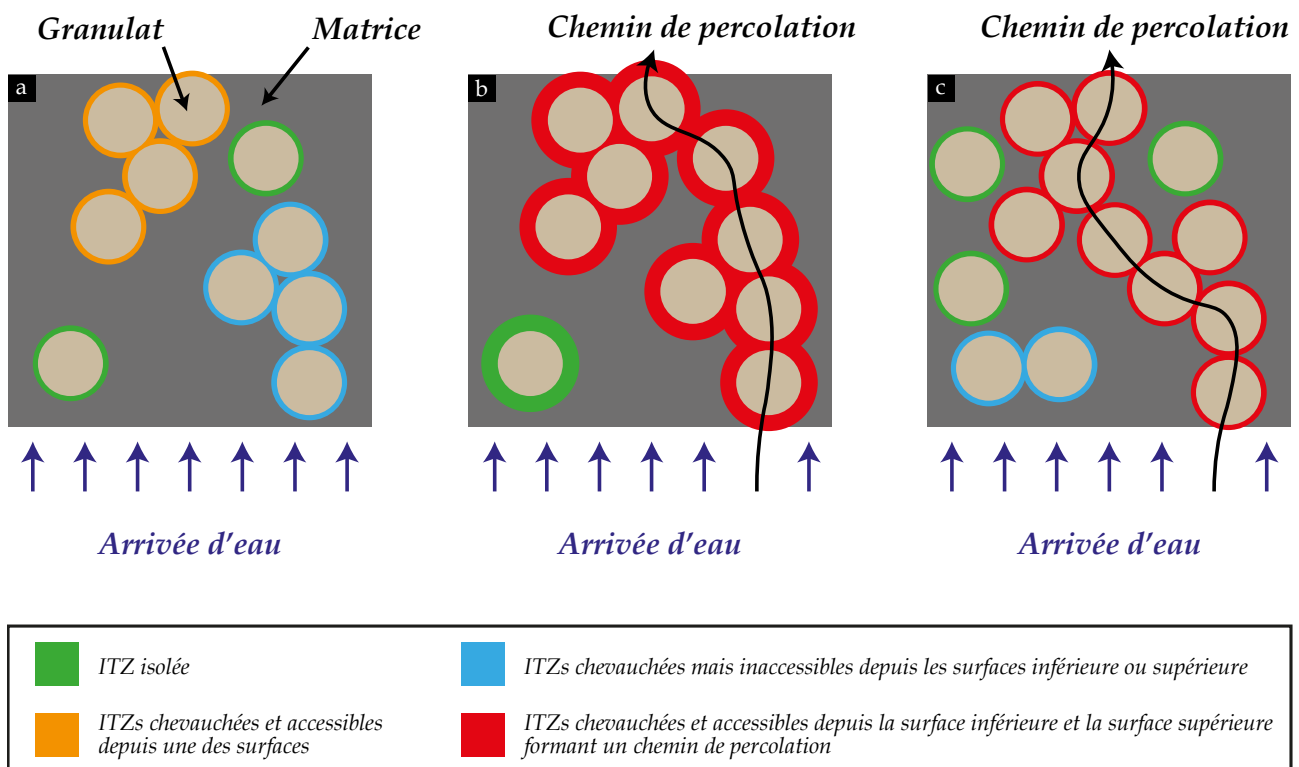 Granulat
Matrice
Chemin de percolation
Chemin de percolation
a
b
c
Arrivée d'eau
Arrivée d'eau
Arrivée d'eau
ITZ isolée
ITZs chevauchées mais inaccessibles depuis les surfaces inférieure ou supérieure
ITZs chevauchées et accessibles
depuis une des surfaces
ITZs chevauchées et accessibles depuis la surface inférieure et la surface supérieure
formant un chemin de percolation